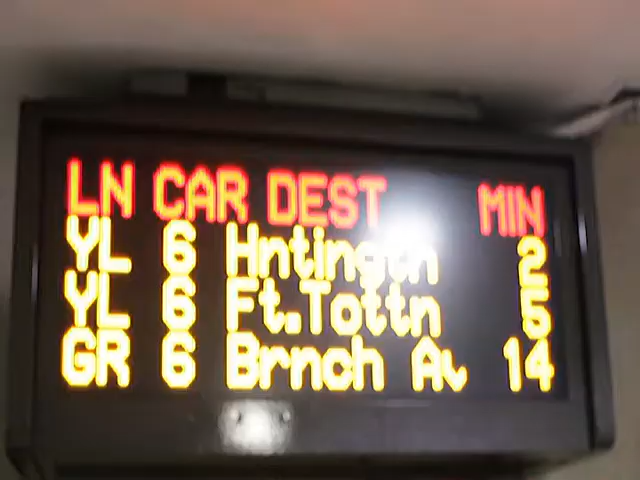 LN CAR DEST MIN
YL 6 Hntingtn 2
YL 6 Ft.Tottn 5
GR 6 Brnch Av 14